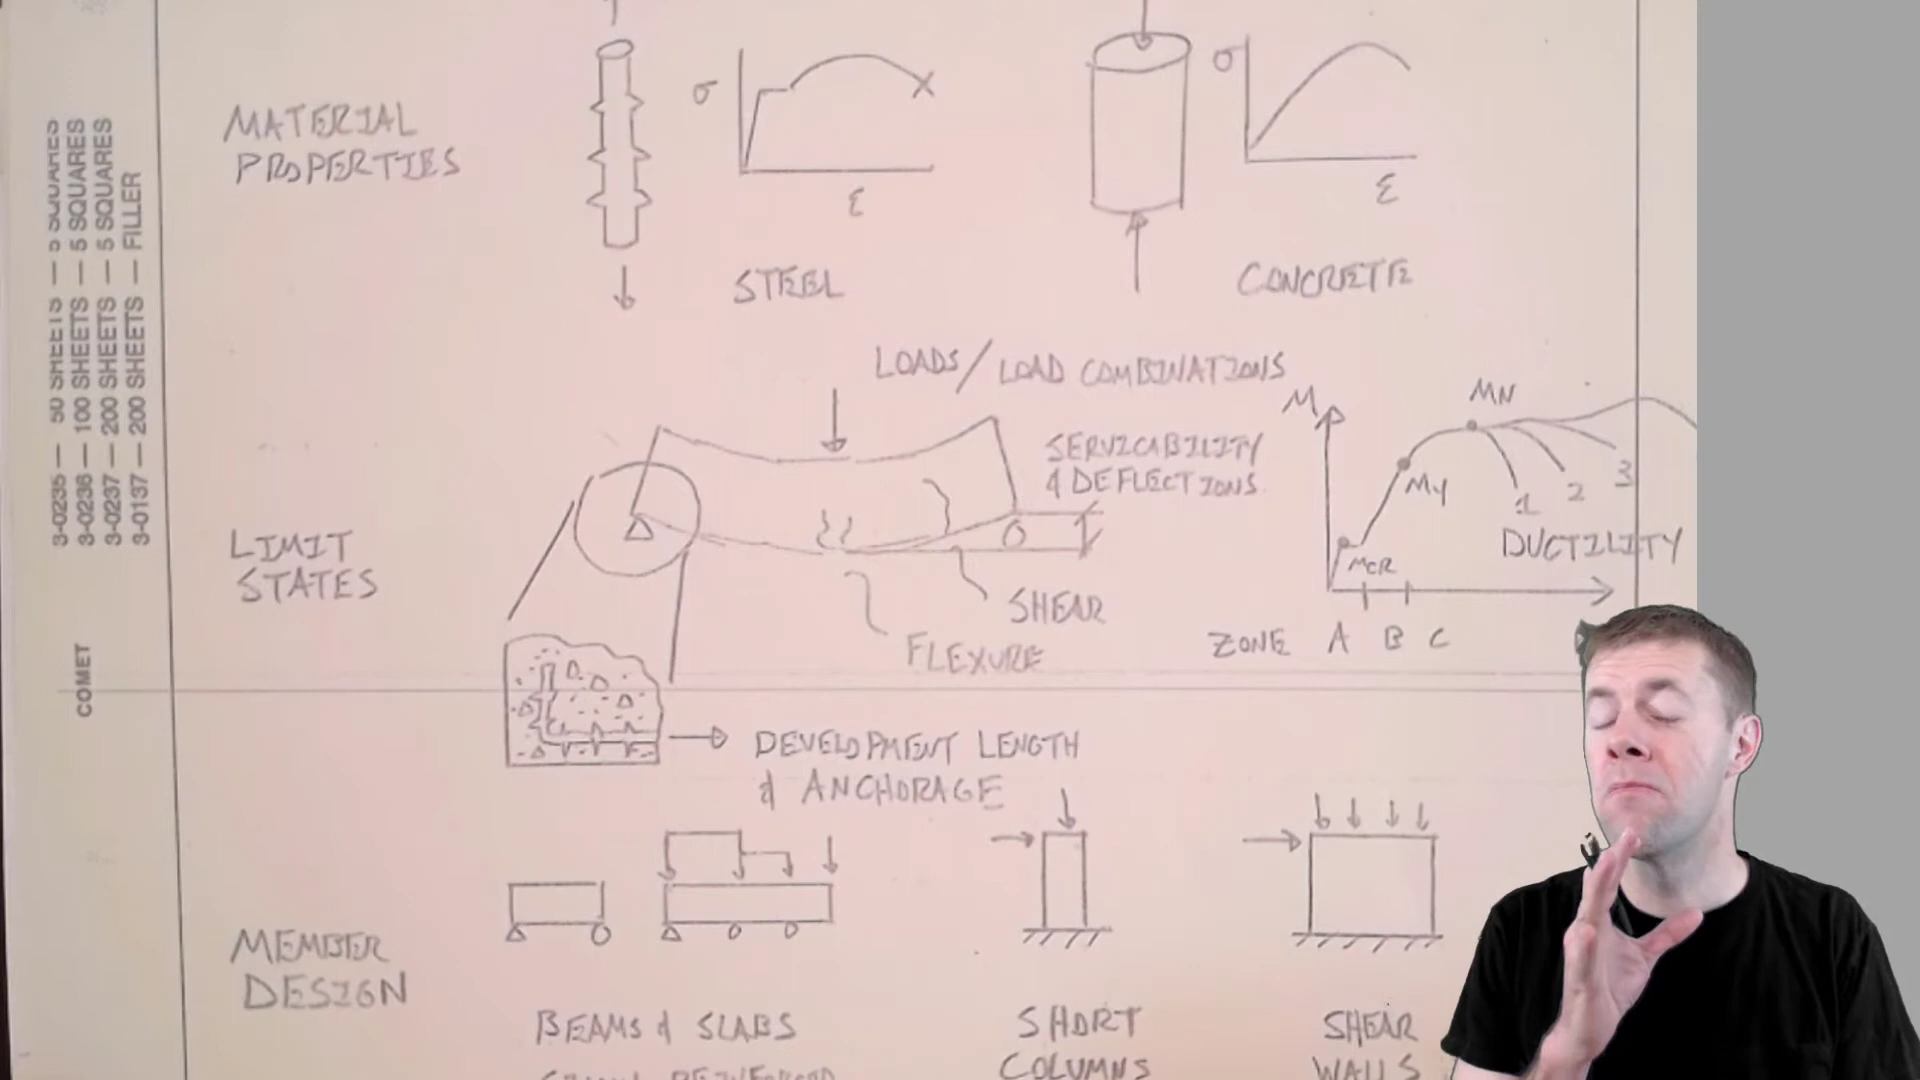 3-0235 — 50 SHEETS — 5 SQUARES
3-0236 — 100 SHEETS — 5 SQUARES
3-0237 — 200 SHEETS — 5 SQUARES
3-0137 — 200 SHEETS — FILLER
COMET
MATERIAL
PROPERTIES
σ
ε
STEEL
σ
ε
CONCRETE
LOADS/LOAD COMBINATIONS
LIMIT
STATES
SERVICABILITY
& DEFLECTIONS
SHEAR
FLEXURE
M
MN
MY
MCR
1 2 3
DUCTILITY
ZONE A B C
DEVELOPMENT LENGTH
& ANCHORAGE
MEMBER
DESIGN
BEAMS & SLABS
SHORT
COLUMNS
SHEAR
WALLS